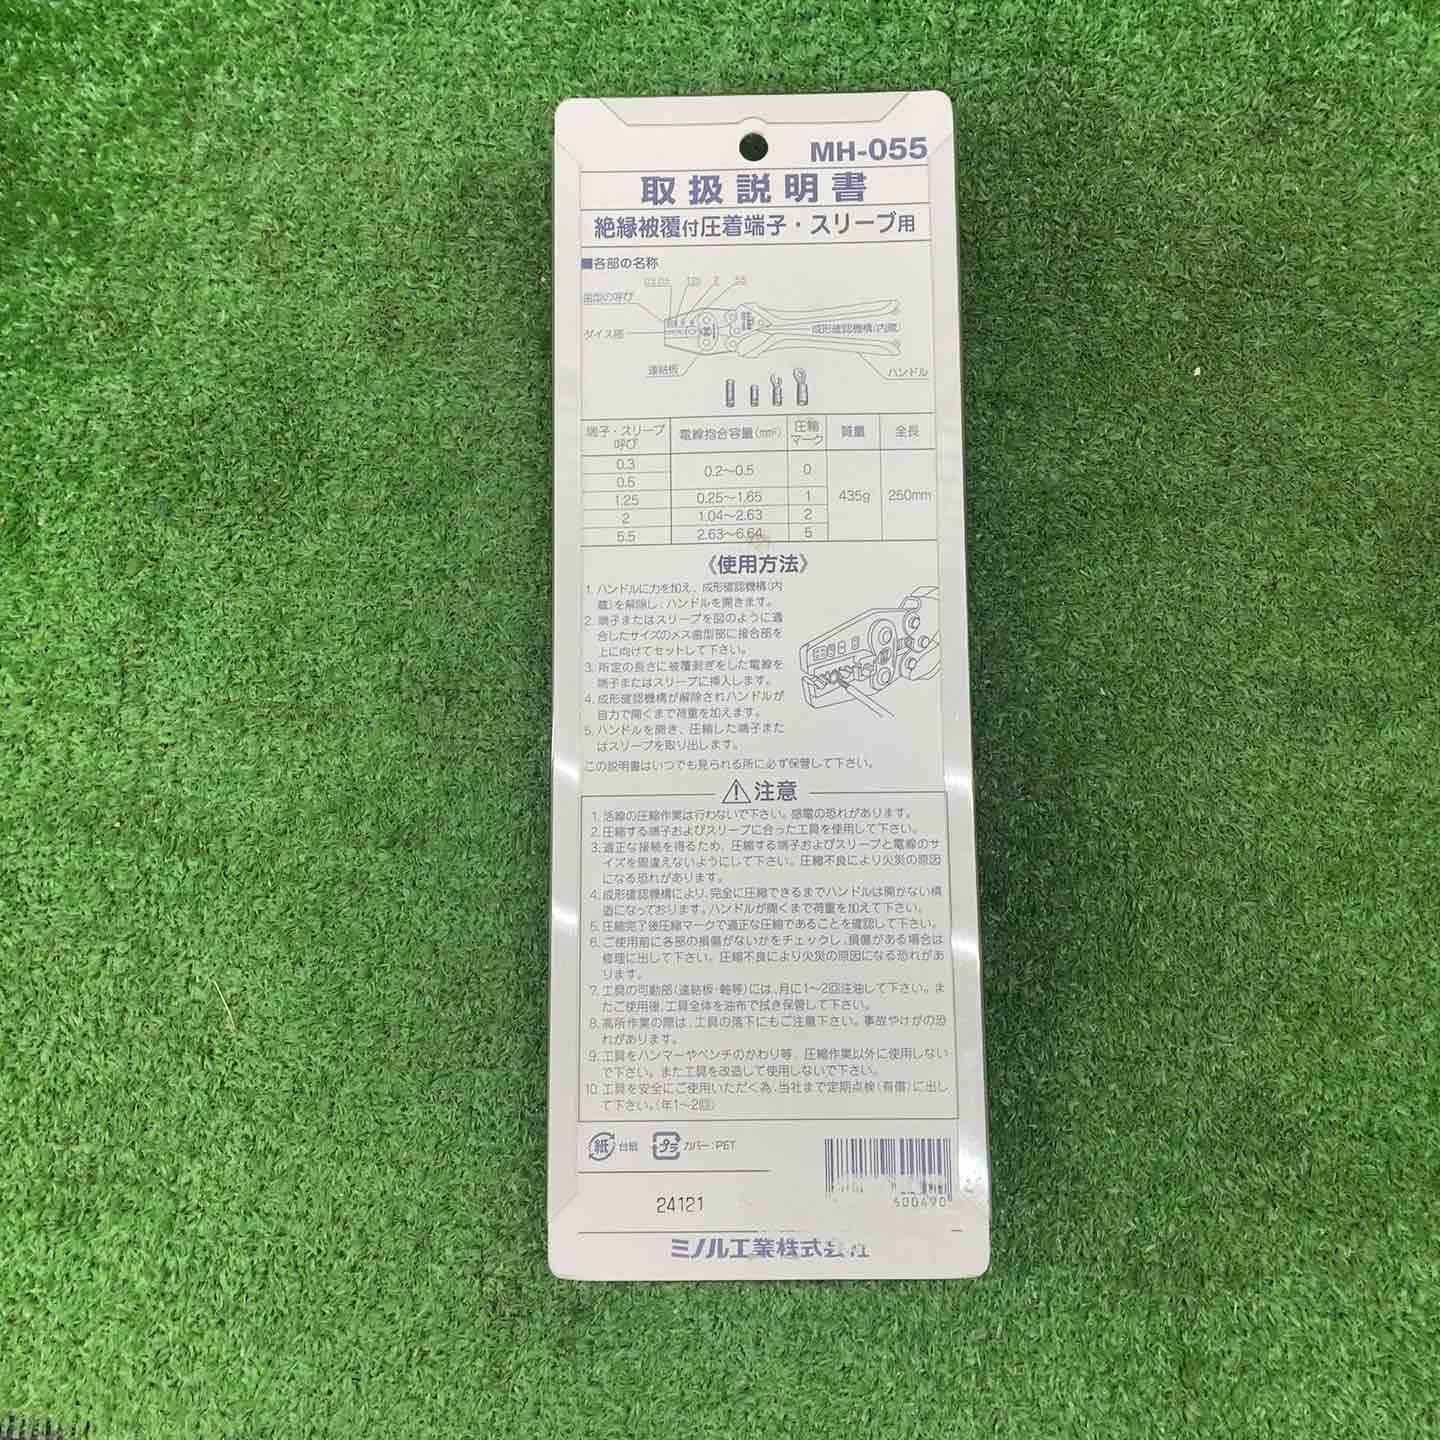 MH-055
取扱説明書
絶縁被覆付圧着端子・スリーブ用
■各部の名称
0.3 0.5 1.25 2 5.5
歯型の呼び
ダイス部
成形確認機構(内蔵)
連結板
ハンドル
端子・スリーブ呼び 電線抱合容量(mm²) 圧縮マーク 質量 全長
0.3 0.2〜0.5 0 435g 250mm
0.5
1.25 0.25〜1.65 1
2 1.04〜2.63 2
5.5 2.63〜6.64 5
《使用方法》
1. ハンドルに力を加え、成形確認機構(内
蔵)を解除し、ハンドルを開きます。
2. 端子またはスリーブを図のように適
合したサイズのメス歯型部に接合部を
上に向けてセットして下さい。
3. 所定の長さに被覆剥ぎをした電線を
端子またはスリーブに挿入します。
4. 成形確認機構が解除されハンドルが
自力で開くまで荷重を加えます。
5. ハンドルを開き、圧縮した端子また
はスリーブを取り出します。
この説明書はいつでも見られる所に必ず保管して下さい。
⚠注意
1. 活線の圧縮作業は行わないで下さい。感電の恐れがあります。
2. 圧縮する端子およびスリーブに合った工具を使用して下さい。
3. 適正な接続を得るため、圧縮する端子およびスリーブと電線のサ
イズを間違えないようにして下さい。圧縮不良により火災の原因
になる恐れがあります。
4. 成形確認機構により、完全に圧縮できるまでハンドルは開かない構
造になっております。ハンドルが開くまで荷重を加えて下さい。
5. 圧縮完了後圧縮マークで適正な圧縮であることを確認して下さい。
6. ご使用前に各部の損傷がないかをチェックし、損傷がある場合は
修理に出して下さい。圧縮不良により火災の原因になる恐れがあ
ります。
7. 工具の可動部(連結板・軸等)には、月に1〜2回注油して下さい。ま
たご使用後、工具全体を油布で拭き保管して下さい。
8. 高所作業の際は、工具の落下にもご注意下さい。事故やけがの恐
れがあります。
9. 工具をハンマーやペンチのかわり等、圧縮作業以外に使用しない
で下さい。また工具を改造して使用しないで下さい。
10. 工具を安全にご使用いただく為、当社まで定期点検(有償)に出し
て下さい。(年1〜2回)
紙 台紙 プラ カバー:PET
600490
24121
ミノル工業株式会社